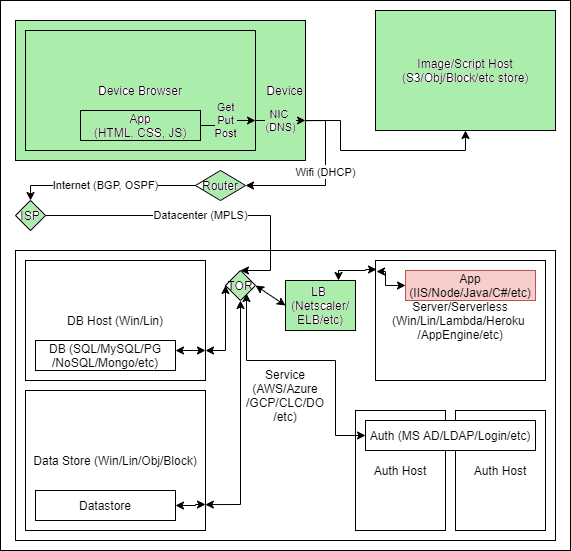 Image/Script Host
(S3/Obj/Block/etc store)
Device Browser
Device
App
(HTML, CSS, JS)
Get
Put
Post
NIC
(DNS)
Wifi (DHCP)
Internet (BGP, OSPF)
Router
ISP
Datacenter (MPLS)
TOR
LB
(Netscaler/
ELB/etc)
App
(IIS/Node/Java/C#/etc)
Server/Serverless
(Win/Lin/Lambda/Heroku
/AppEngine/etc)
DB Host (Win/Lin)
DB (SQL/MySQL/PG
/NoSQL/Mongo/etc)
Service
(AWS/Azure
/GCP/CLC/DO
/etc)
Data Store (Win/Lin/Obj/Block)
Datastore
Auth (MS AD/LDAP/Login/etc)
Auth Host
Auth Host